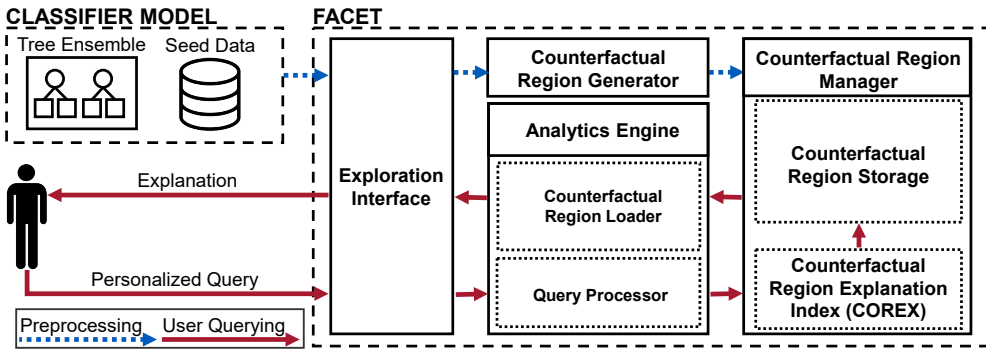 CLASSIFIER MODEL
Tree Ensemble
Seed Data
FACET
Exploration
Interface
Counterfactual
Region Generator
Counterfactual Region
Manager
Analytics Engine
Counterfactual
Region Loader
Query Processor
Counterfactual
Region Storage
Counterfactual
Region Explanation
Index (COREX)
Explanation
Personalized Query
Preprocessing
User Querying